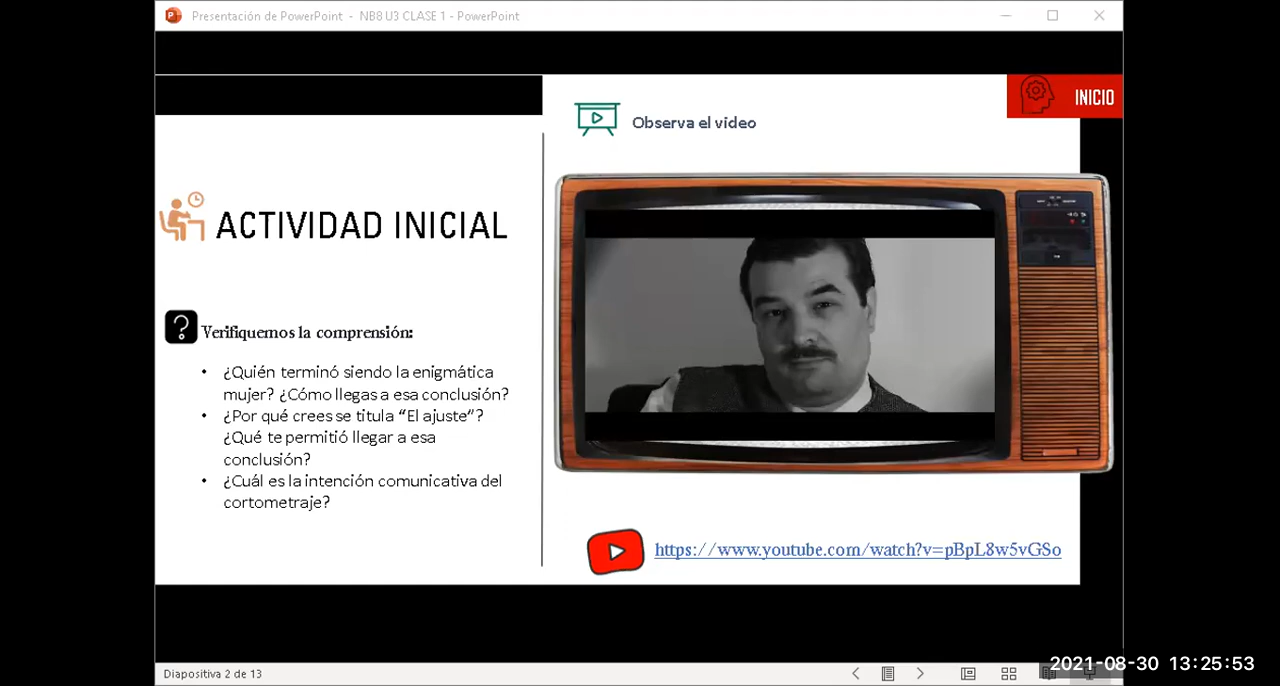 Presentación de PowerPoint - NB8 U3 CLASE 1 - PowerPoint
INICIO
Observa el video
ACTIVIDAD INICIAL
Verifiquemos la comprensión:
• ¿Quién terminó siendo la enigmática
mujer? ¿Cómo llegas a esa conclusión?
• ¿Por qué crees se titula “El ajuste”?
¿Qué te permitió llegar a esa
conclusión?
• ¿Cuál es la intención comunicativa del
cortometraje?
https://www.youtube.com/watch?v=pBpL8w5vGSo
Diapositiva 2 de 13
2021-08-30 13:25:53